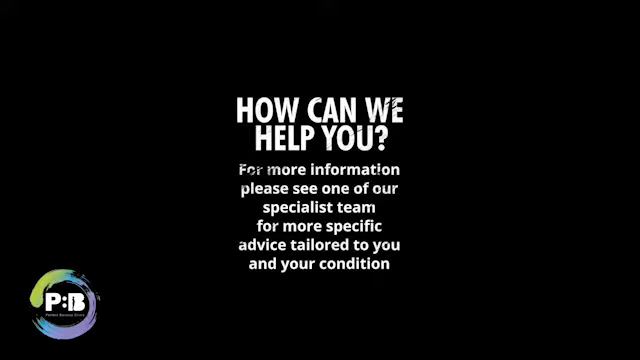 HOW CAN WE
HELP YOU?
For more information
please see one of our
specialist team
for more specific
advice tailored to you
and your condition
P:B